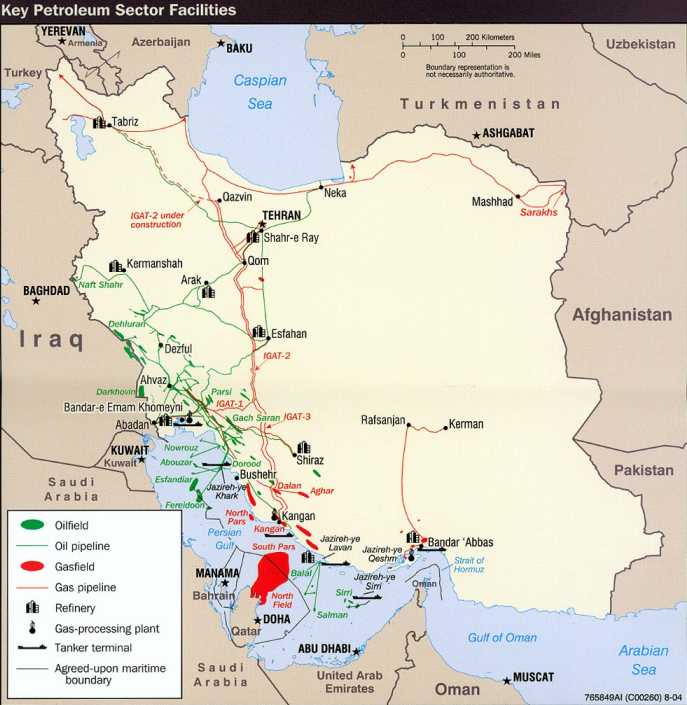 Key Petroleum Sector Facilities
YEREVAN
Armenia
Azerbaijan
BAKU
Turkey
Caspian
Sea
0 100 200 Kilometers
0 100 200 Miles
Boundary representation is
not necessarily authoritative.
Uzbekistan
Turkmenistan
ASHGABAT
Tabriz
Qazvin
Neka
Mashhad
Sarakhs
IGAT-2 under
construction
TEHRAN
Shahr-e Ray
Qom
Kermanshah
Arak
BAGHDAD
Naft Shahr
Iraq
Dehluran
Dezful
Esfahan
Afghanistan
IGAT-2
Ahvaz
Darkhovin
Parsi
IGAT-1
Bandar-e Emam Khomeyni
Gach Saran
IGAT-3
Abadan
Rafsanjan
Kerman
KUWAIT
Kuwait
Nowrouz
Abouzar
Dorood
Shiraz
Pakistan
Saudi
Arabia
Esfandiar
Bushehr
Jazireh-ye
Khark
Dalan
Aghar
Fereidoon
North
Pars
Kangan
Kangan
Persian
Gulf
South Pars
Jazireh-ye
Lavan
Jazireh-ye
Qeshm
Bandar 'Abbas
Strait of
Hormuz
MANAMA
Bahrain
Balal
Jazireh-ye
Sirri
Oman
North
Field
Sirri
Salman
DOHA
Qatar
Gulf of Oman
Arabian
Sea
ABU DHABI
Saudi
Arabia
United Arab
Emirates
Oman
MUSCAT
Oilfield
Oil pipeline
Gasfield
Gas pipeline
Refinery
Gas-processing plant
Tanker terminal
Agreed-upon maritime
boundary
765849AI (C00260) 8-04